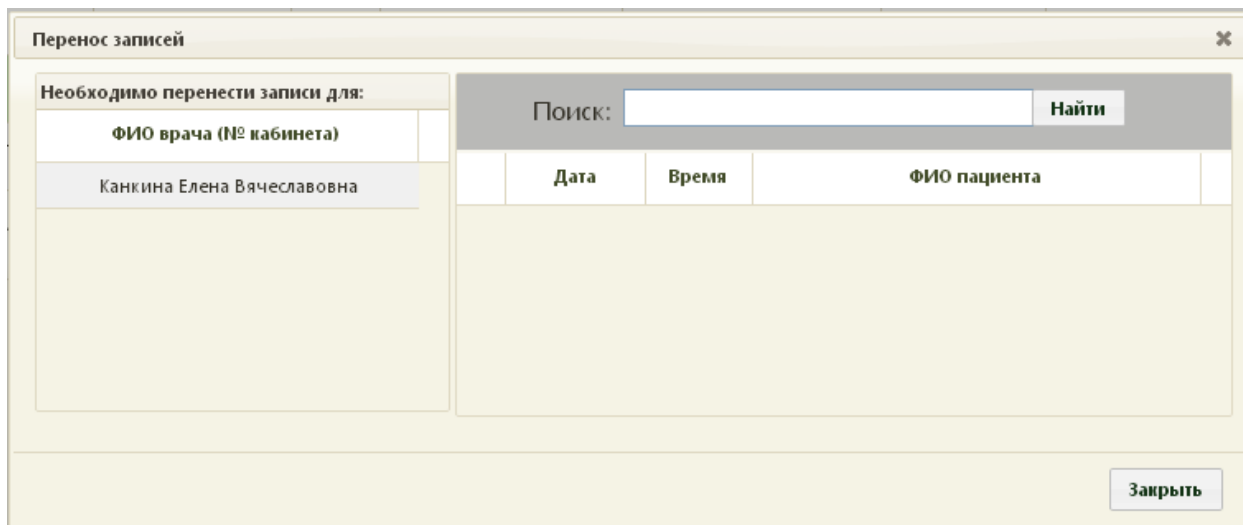 Перенос записей
Необходимо перенести записи для:
ФИО врача (№ кабинета)
Канкина Елена Вячеславовна
Поиск: Найти
Дата Время ФИО пациента
Закрыть